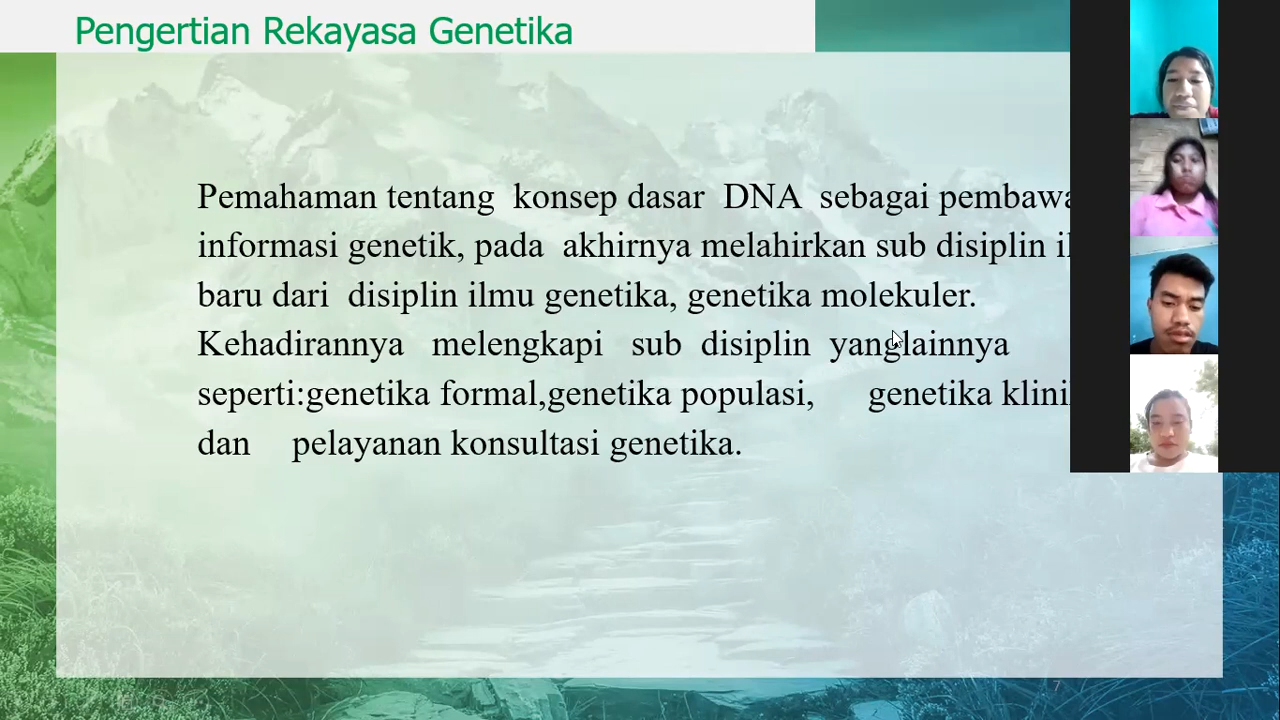 Pengertian Rekayasa Genetika
Pemahaman tentang konsep dasar DNA sebagai pembawa
informasi genetik, pada akhirnya melahirkan sub disiplin
baru dari disiplin ilmu genetika, genetika molekuler.
Kehadirannya melengkapi sub disiplin yanglainnya
seperti:genetika formal,genetika populasi, genetika
dan pelayanan konsultasi genetika.
7